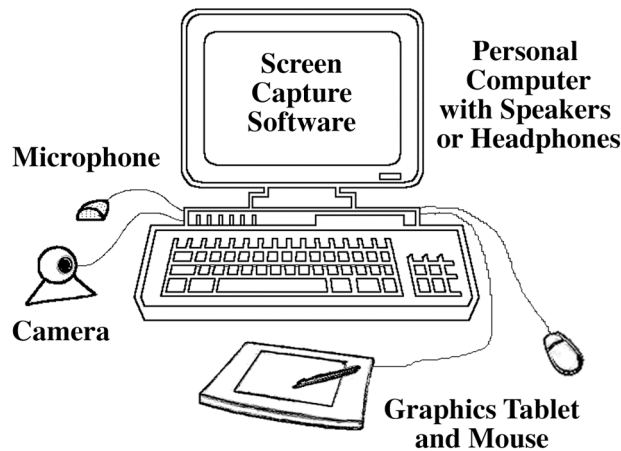 Screen
Capture
Software
Personal
Computer
with Speakers
or Headphones
Microphone
Camera
Graphics Tablet
and Mouse